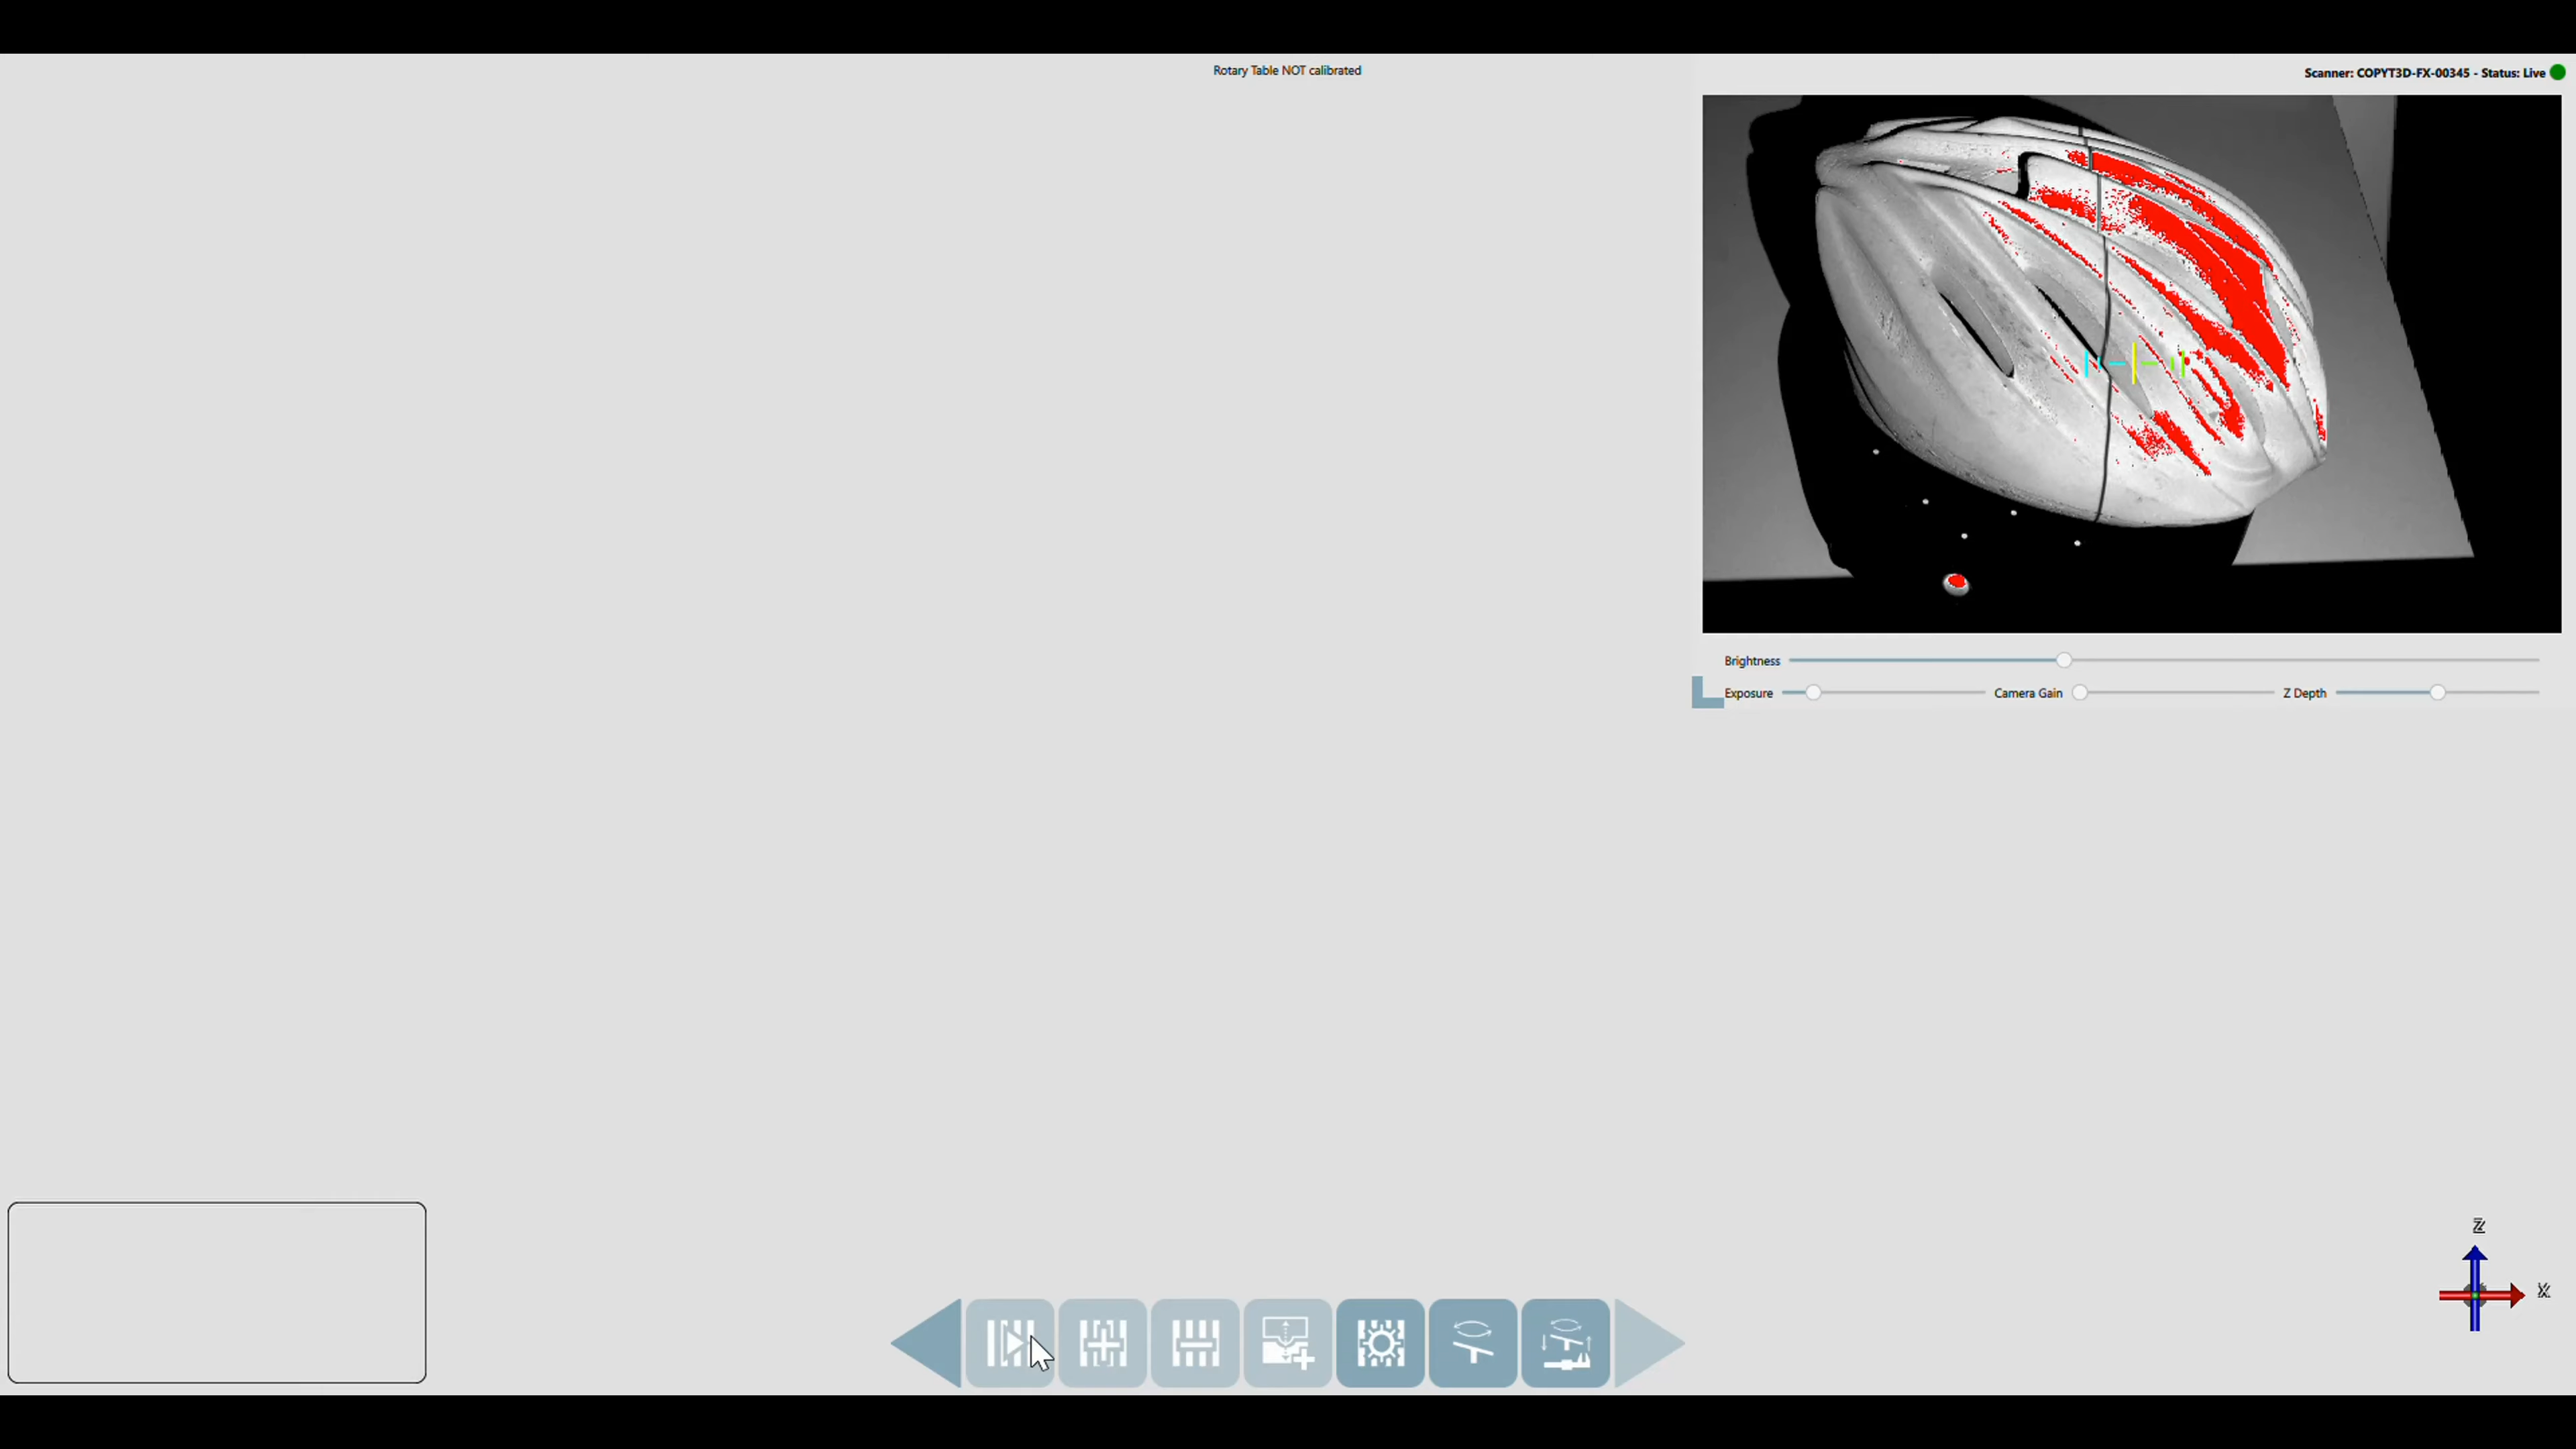 Rotary Table NOT calibrated
Scanner: COPYT3D-FX-00345 - Status: Live
Brightness
Exposure
Camera Gain
Z Depth
Z
X